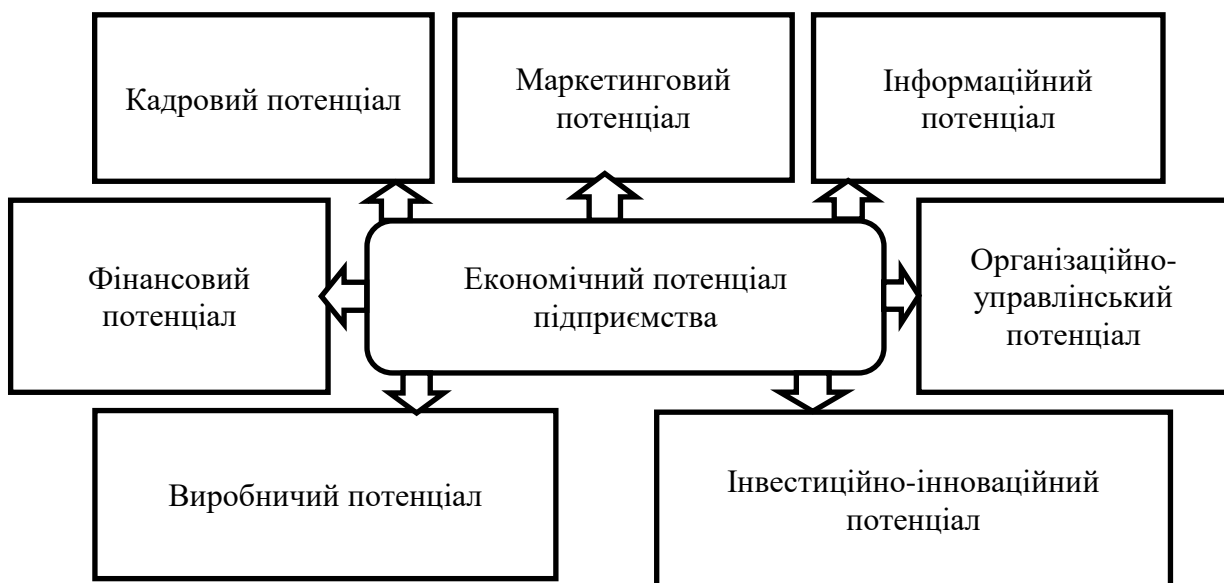 Кадровий потенціал
Маркетинговий
потенціал
Інформаційний
потенціал
Фінансовий
потенціал
Економічний потенціал
підприємства
Організаційно-
управлінський
потенціал
Виробничий потенціал
Інвестиційно-інноваційний
потенціал